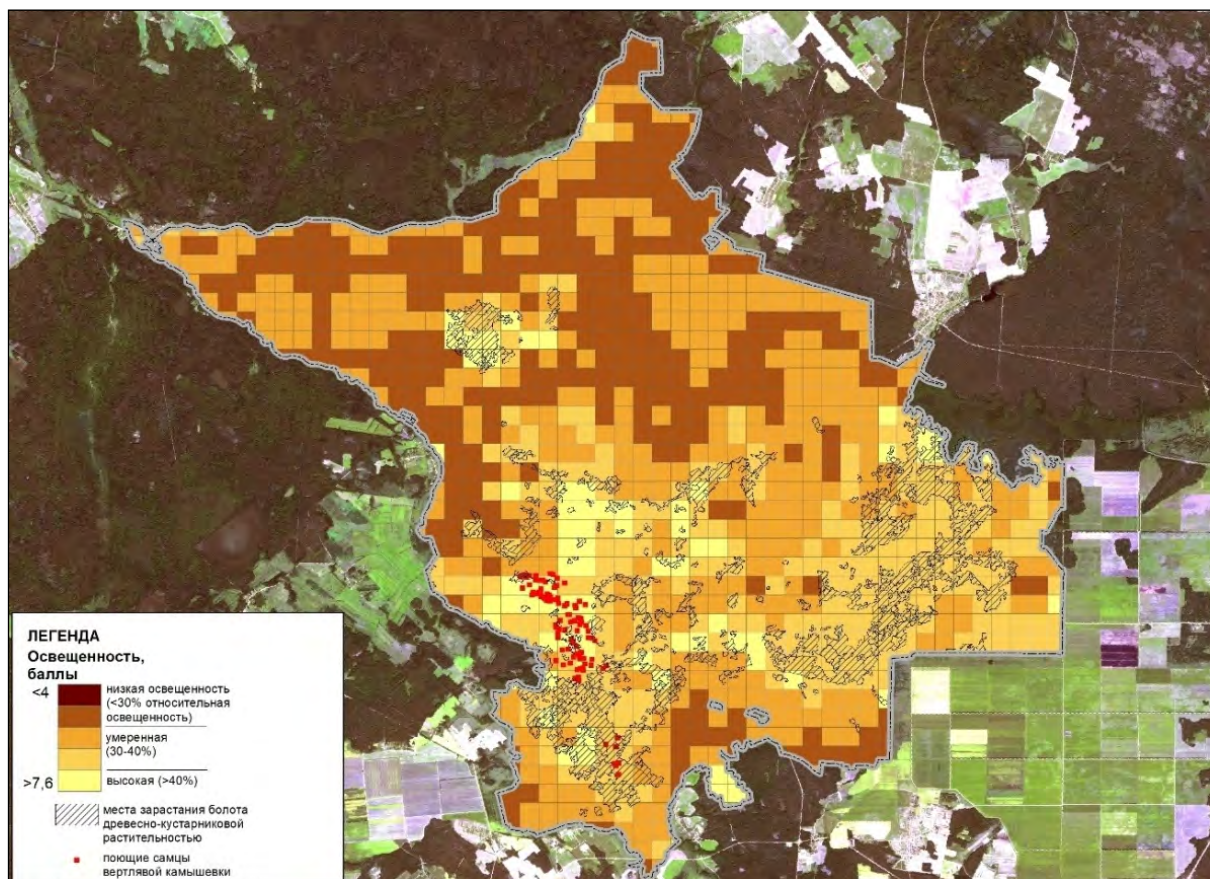 ЛЕГЕНДА
Освещенность,
баллы
<4
низкая освещенность
(<30% относительная
освещенность)
умеренная
(30-40%)
>7,6
высокая (>40%)
места зарастания болота
древесно-кустарниковой
растительностью
поющие самцы
вертлявой камышевки